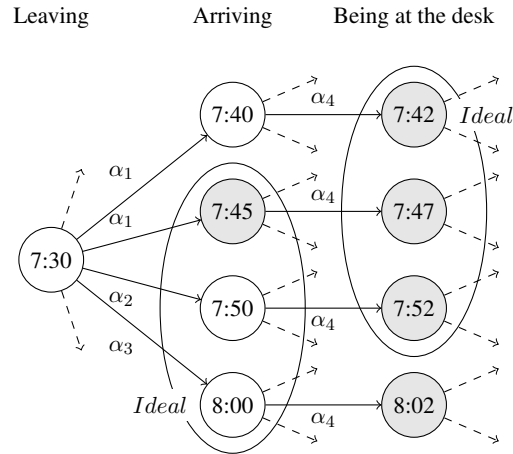 Leaving Arriving Being at the desk
7:40 α₄ 7:42 Ideal
α₁
α₁ 7:45 α₄ 7:47
7:30
α₂ 7:50 α₄ 7:52
α₃
Ideal 8:00 α₄ 8:02